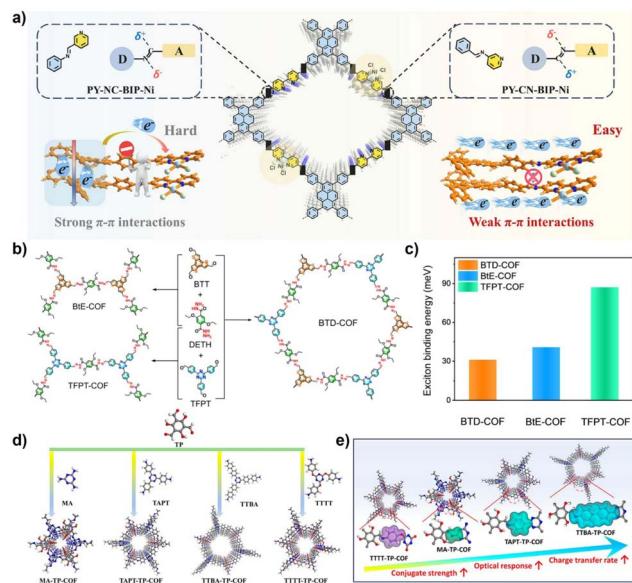 a)
δ⁺
D
A
δ⁻
PY-NC-BIP-Ni
δ⁻
D
A
δ⁺
PY-CN-BIP-Ni
Hard
e⁻
Strong π-π interactions
Easy
e⁻
Weak π-π interactions
b)
BTT
+
DETH
+
TFPT
BtE-COF
TFPT-COF
BTD-COF
c)
BTD-COF
BtE-COF
TFPT-COF
Exciton binding energy (meV)
90
60
30
0
BTD-COF BtE-COF TFPT-COF
d)
TP
MA TAPT TTBA TTTT
MA-TP-COF TAPT-TP-COF TTBA-TP-COF TTTT-TP-COF
e)
TTTT-TP-COF
MA-TP-COF
TAPT-TP-COF
TTBA-TP-COF
Conjugate strength ↑ Optical response ↑ Charge transfer rate ↑